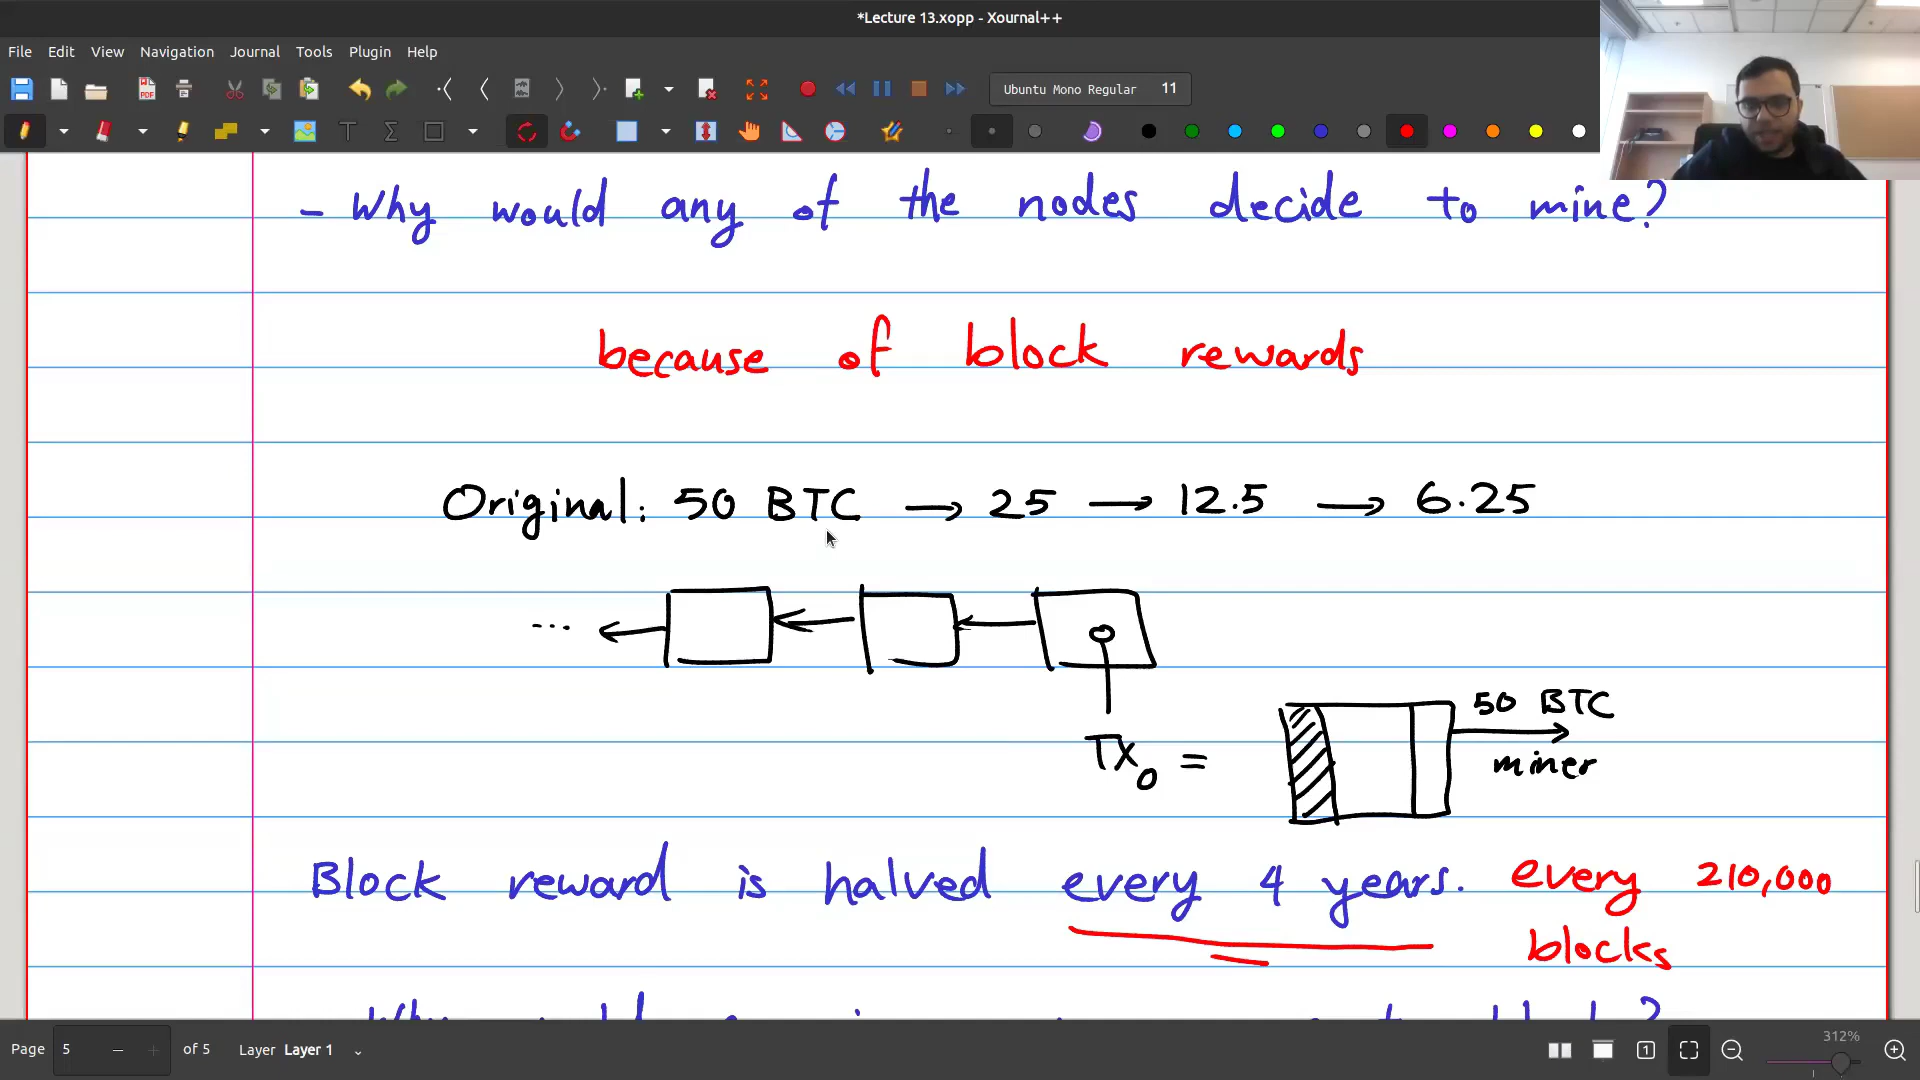 *Lecture 13.xopp - Xournal++
File Edit View Navigation Journal Tools Plugin Help
PDF
Ubuntu Mono Regular 11
- Why would any of the nodes decide to mine?
because of block rewards
Original: 50 BTC → 25 → 12.5 → 6.25
...
50 BTC
TX0 =
miner
Block reward is halved every 4 years. every 210,000
blocks
Page 5 of 5 Layer Layer 1
312%